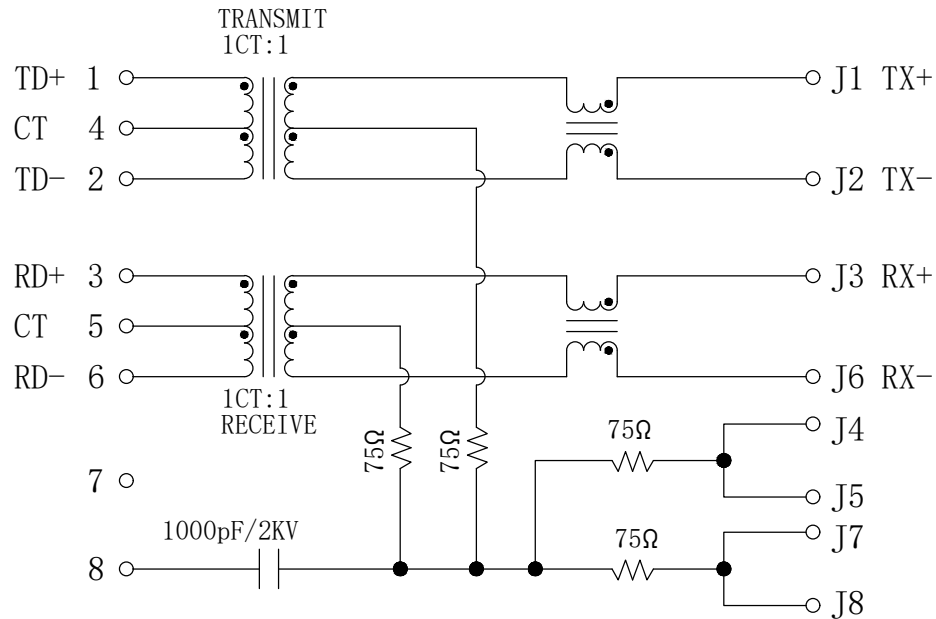 TRANSMIT
1CT:1
TD+ 1
J1 TX+
CT 4
TD- 2
J2 TX-
RD+ 3
J3 RX+
CT 5
RD- 6
J6 RX-
1CT:1
RECEIVE
75Ω
75Ω
75Ω
J4
J5
7
1000pF/2KV
75Ω
J7
8
J8